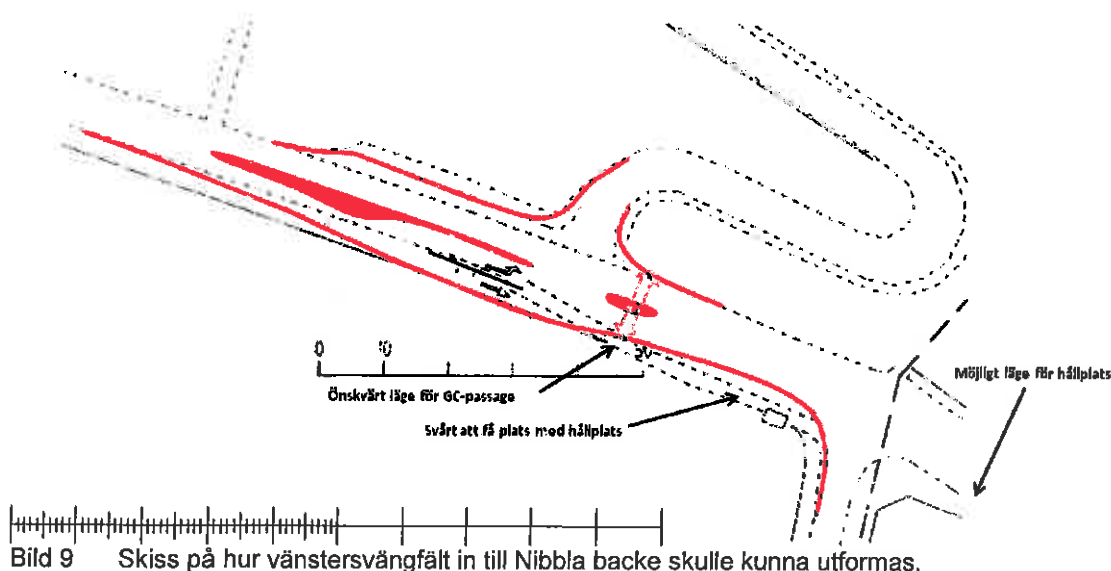 0 10 50
Möjligt läge för hållplats
Önskvärt läge för GC-passage
Svårt att få plats med hållplats
Bild 9 Skiss på hur vänstersvängfält in till Nibbla backe skulle kunna utformas.